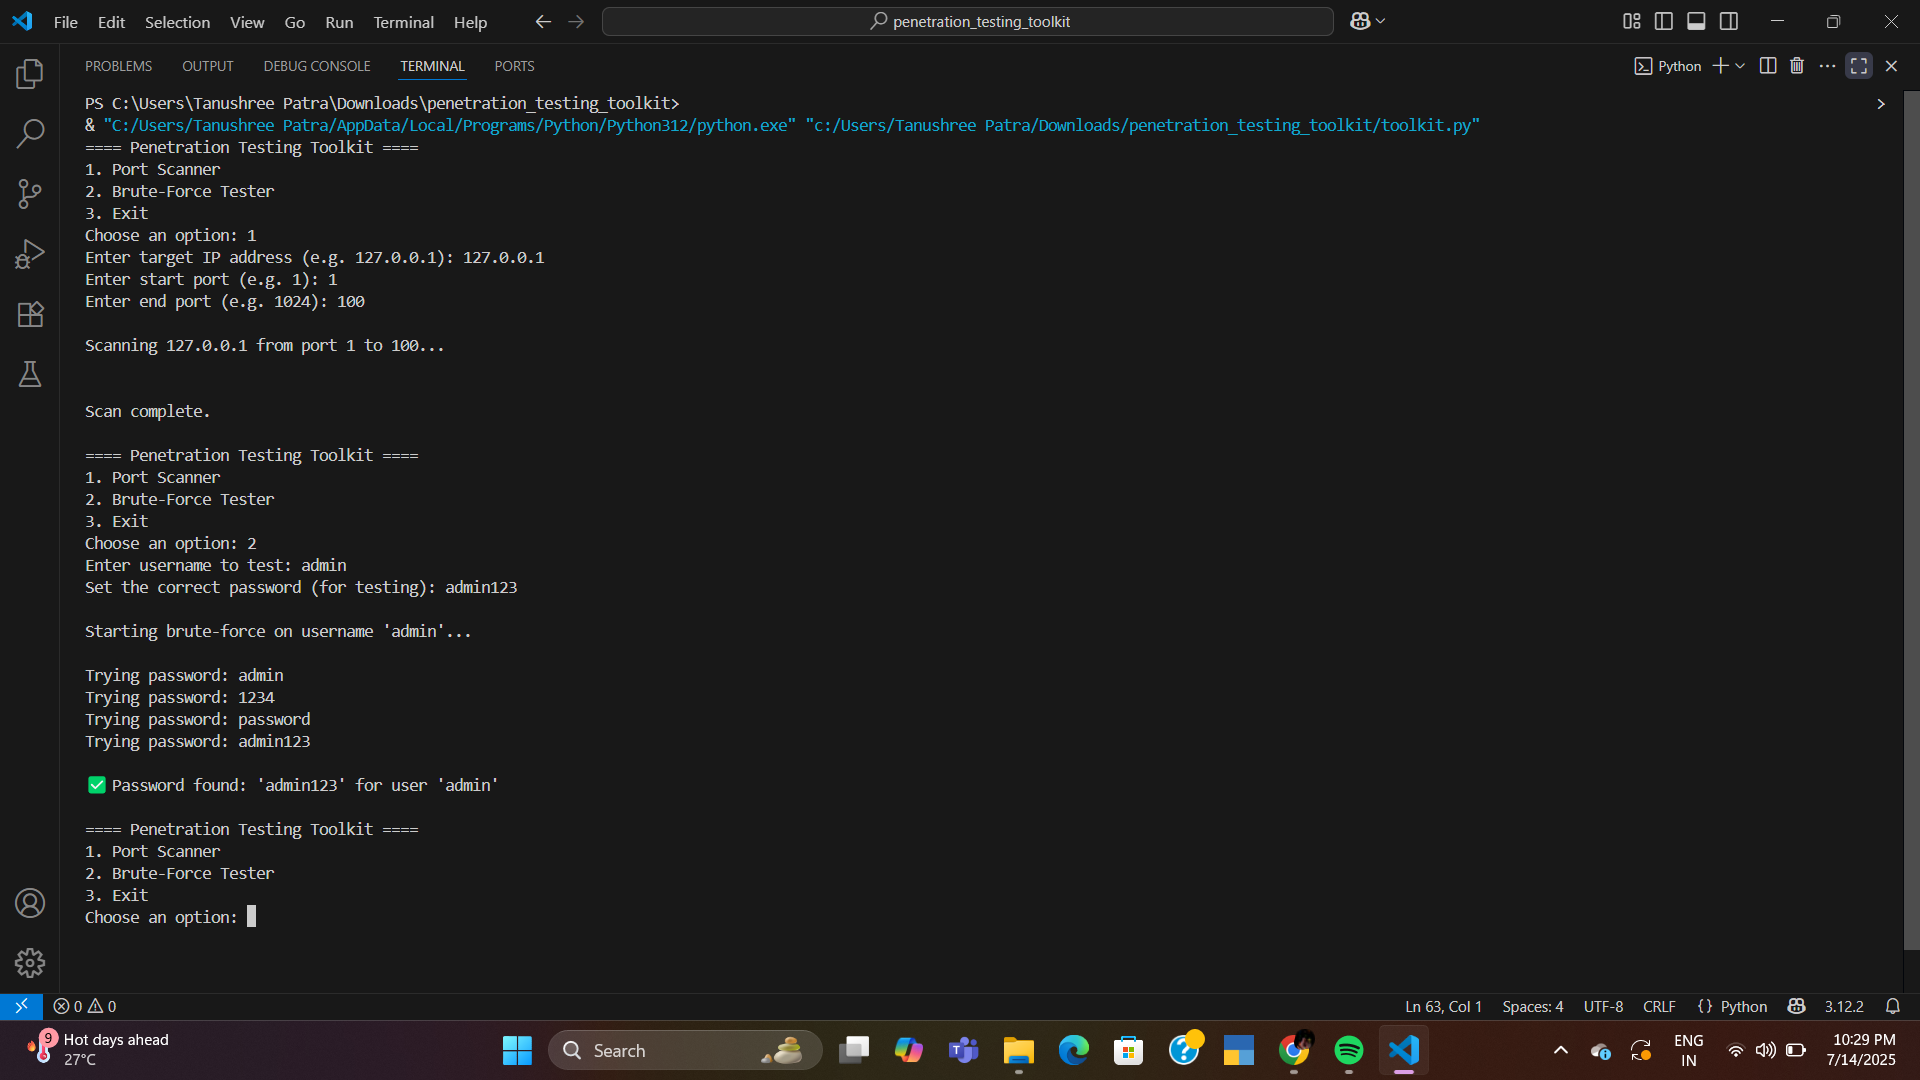 File Edit Selection View Go Run Terminal Help
penetration_testing_toolkit
PROBLEMS OUTPUT DEBUG CONSOLE TERMINAL PORTS
Python
PS C:\Users\Tanushree Patra\Downloads\penetration_testing_toolkit>
& "C:/Users/Tanushree Patra/AppData/Local/Programs/Python/Python312/python.exe" "c:/Users/Tanushree Patra/Downloads/penetration_testing_toolkit/toolkit.py"
==== Penetration Testing Toolkit ====
1. Port Scanner
2. Brute-Force Tester
3. Exit
Choose an option: 1
Enter target IP address (e.g. 127.0.0.1): 127.0.0.1
Enter start port (e.g. 1): 1
Enter end port (e.g. 1024): 100
Scanning 127.0.0.1 from port 1 to 100...
Scan complete.
==== Penetration Testing Toolkit ====
1. Port Scanner
2. Brute-Force Tester
3. Exit
Choose an option: 2
Enter username to test: admin
Set the correct password (for testing): admin123
Starting brute-force on username 'admin'...
Trying password: admin
Trying password: 1234
Trying password: password
Trying password: admin123
✅ Password found: 'admin123' for user 'admin'
==== Penetration Testing Toolkit ====
1. Port Scanner
2. Brute-Force Tester
3. Exit
Choose an option:
0 0
Ln 63, Col 1 Spaces: 4 UTF-8 CRLF {} Python 3.12.2
9
Hot days ahead
27°C
Search
ENG
IN
10:29 PM
7/14/2025